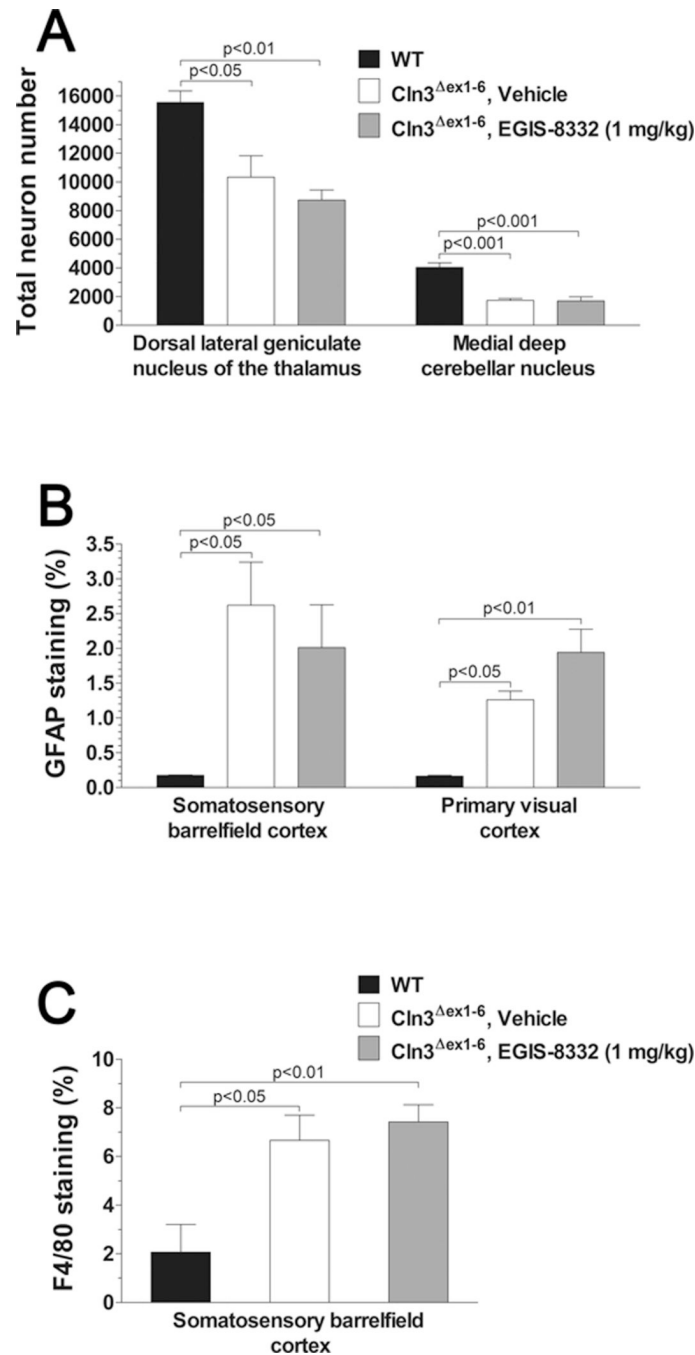 A
p<0.01
p<0.05
WT
Cln3Δex1-6, Vehicle
Cln3Δex1-6, EGIS-8332 (1 mg/kg)
Total neuron number
16000
14000
12000
10000
8000
6000
4000
2000
0
p<0.001
p<0.001
Dorsal lateral geniculate
nucleus of the thalamus
Medial deep
cerebellar nucleus
B
GFAP staining (%)
3.5
3.0
2.5
2.0
1.5
1.0
0.5
0.0
p<0.05
p<0.05
p<0.01
p<0.05
Somatosensory
barrelfield cortex
Primary visual
cortex
C
WT
Cln3Δex1-6, Vehicle
Cln3Δex1-6, EGIS-8332 (1 mg/kg)
F4/80 staining (%)
10
8
6
4
2
0
p<0.01
p<0.05
Somatosensory barrelfield
cortex